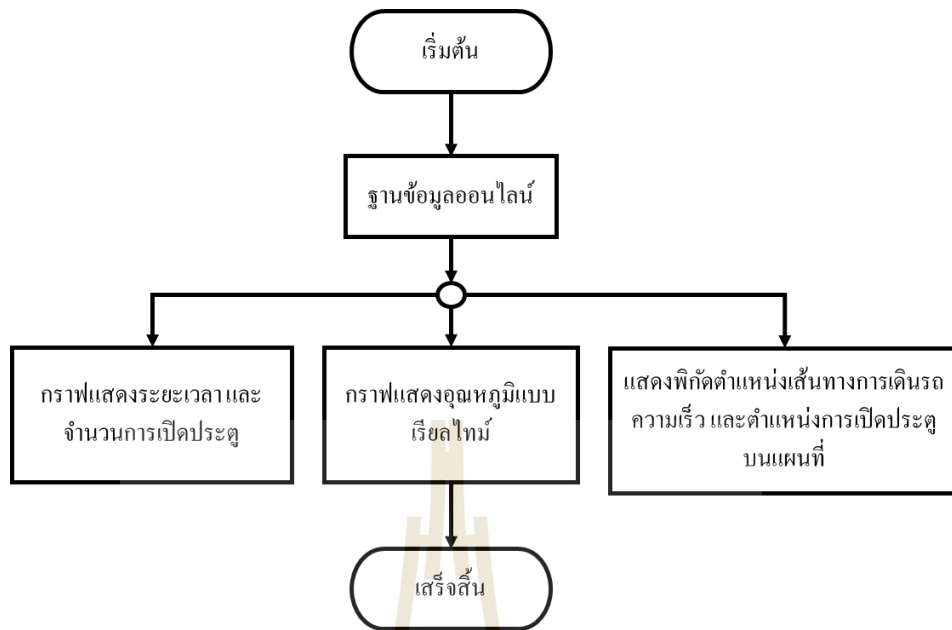 เริ่มต้น
ฐานข้อมูลออนไลน์
กราฟแสดงระยะเวลา และ
จำนวนการเปิดประตู
กราฟแสดงอุณหภูมิแบบ
เรียลไทม์
แสดงพิกัดตำแหน่งเส้นทางการเดินรถ
ความเร็ว และตำแหน่งการเปิดประตู
บนแผนที่
เสร็จสิ้น